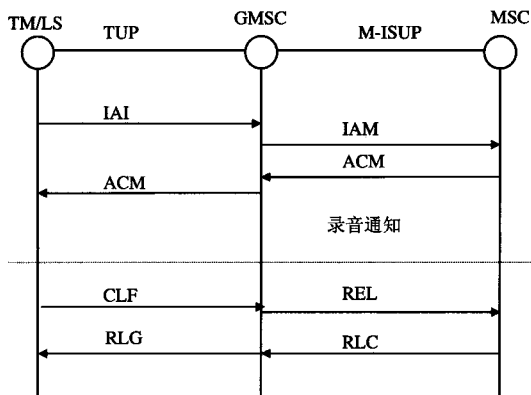 TM/LS
TUP
GMSC
M-ISUP
MSC
IAI
IAM
ACM
ACM
录音通知
CLF
REL
RLG
RLC